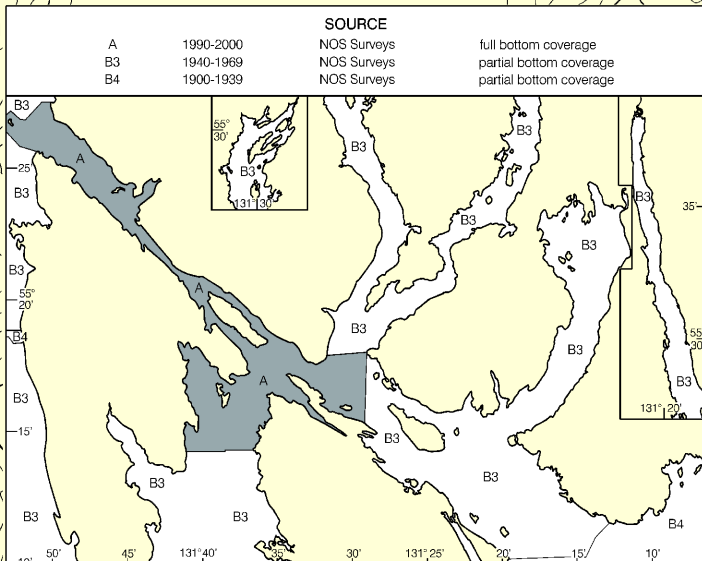 SOURCE
A 1990-2000 NOS Surveys full bottom coverage
B3 1940-1969 NOS Surveys partial bottom coverage
B4 1900-1939 NOS Surveys partial bottom coverage
B3
55°
30'
B3
B3
A
B3
25'
B3
B3
B3
35'
131° 30'
B3
B3
B3
A
55°
20'
B3
B4
55°
30
B3
A
B3
B3
131° 20'
15'
B3
B3
B3
B3
B3
B4
50'
45'
131°40'
35'
30'
131°25'
20'
15'
10'